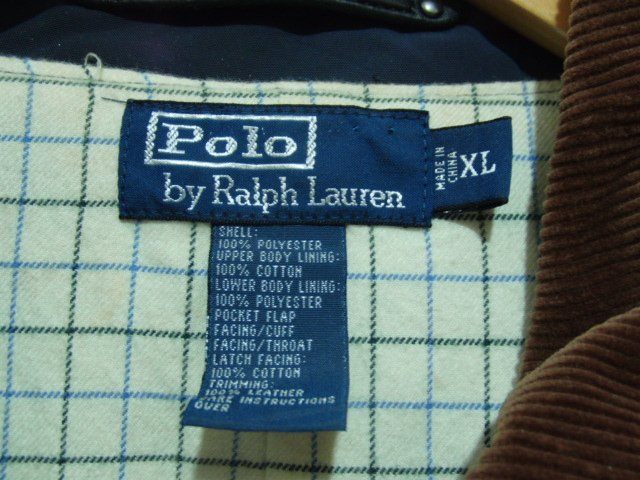 Polo
by Ralph Lauren
MADE IN
CHINA
XL
SHELL:
100% POLYESTER
UPPER BODY LINING:
100% COTTON
LOWER BODY LINING:
100% POLYESTER
POCKET FLAP
FACING/CUFF
FACING/THROAT
LATCH FACING:
100% COTTON
TRIMMING:
100% LEATHER
CARE INSTRUCTIONS
OVER